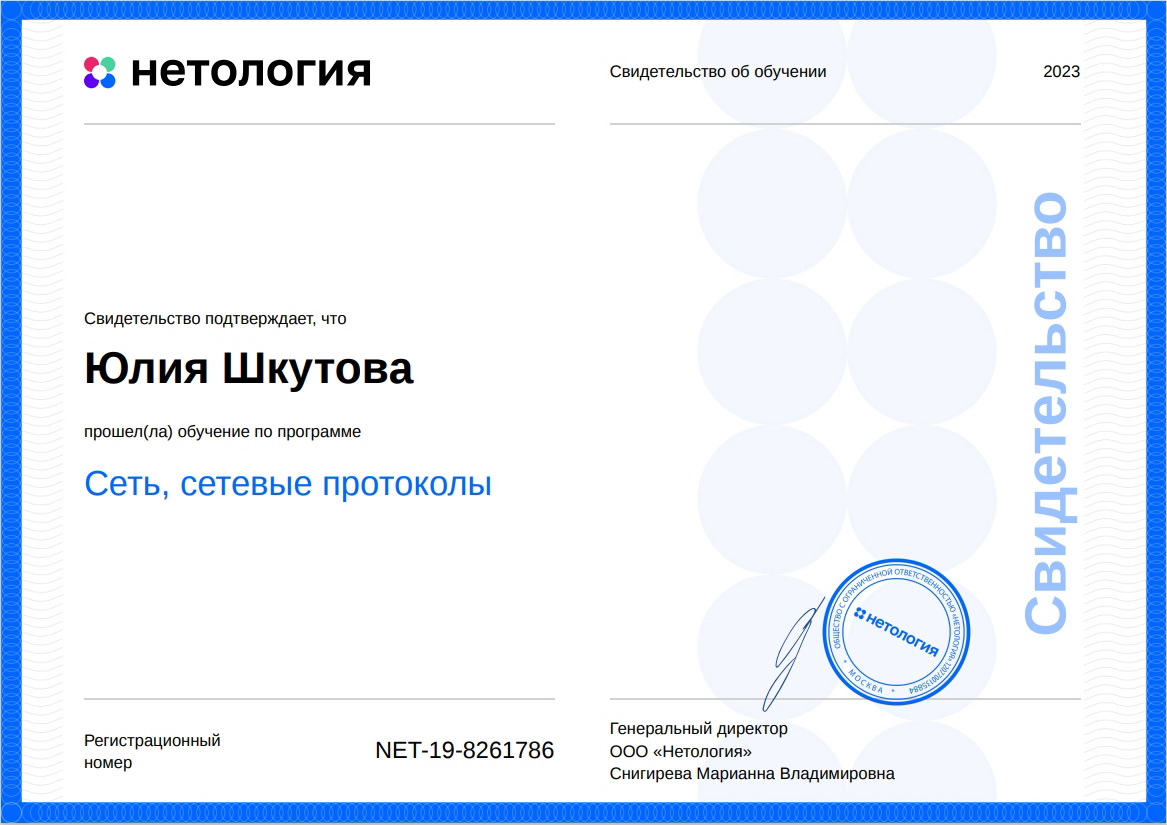 нетология
Свидетельство об обучении
2023
Свидетельство подтверждает, что
Юлия Шкутова
прошел(ла) обучение по программе
Сеть, сетевые протоколы
Свидетельство
ОБЩЕСТВО С ОГРАНИЧЕННОЙ ОТВЕТСТВЕННОСТЬЮ «НЕТОЛОГИЯ» 1207700135884
* МОСКВА *
нетология
Регистрационный
номер
NET-19-8261786
Генеральный директор
ООО «Нетология»
Снигирева Марианна Владимировна